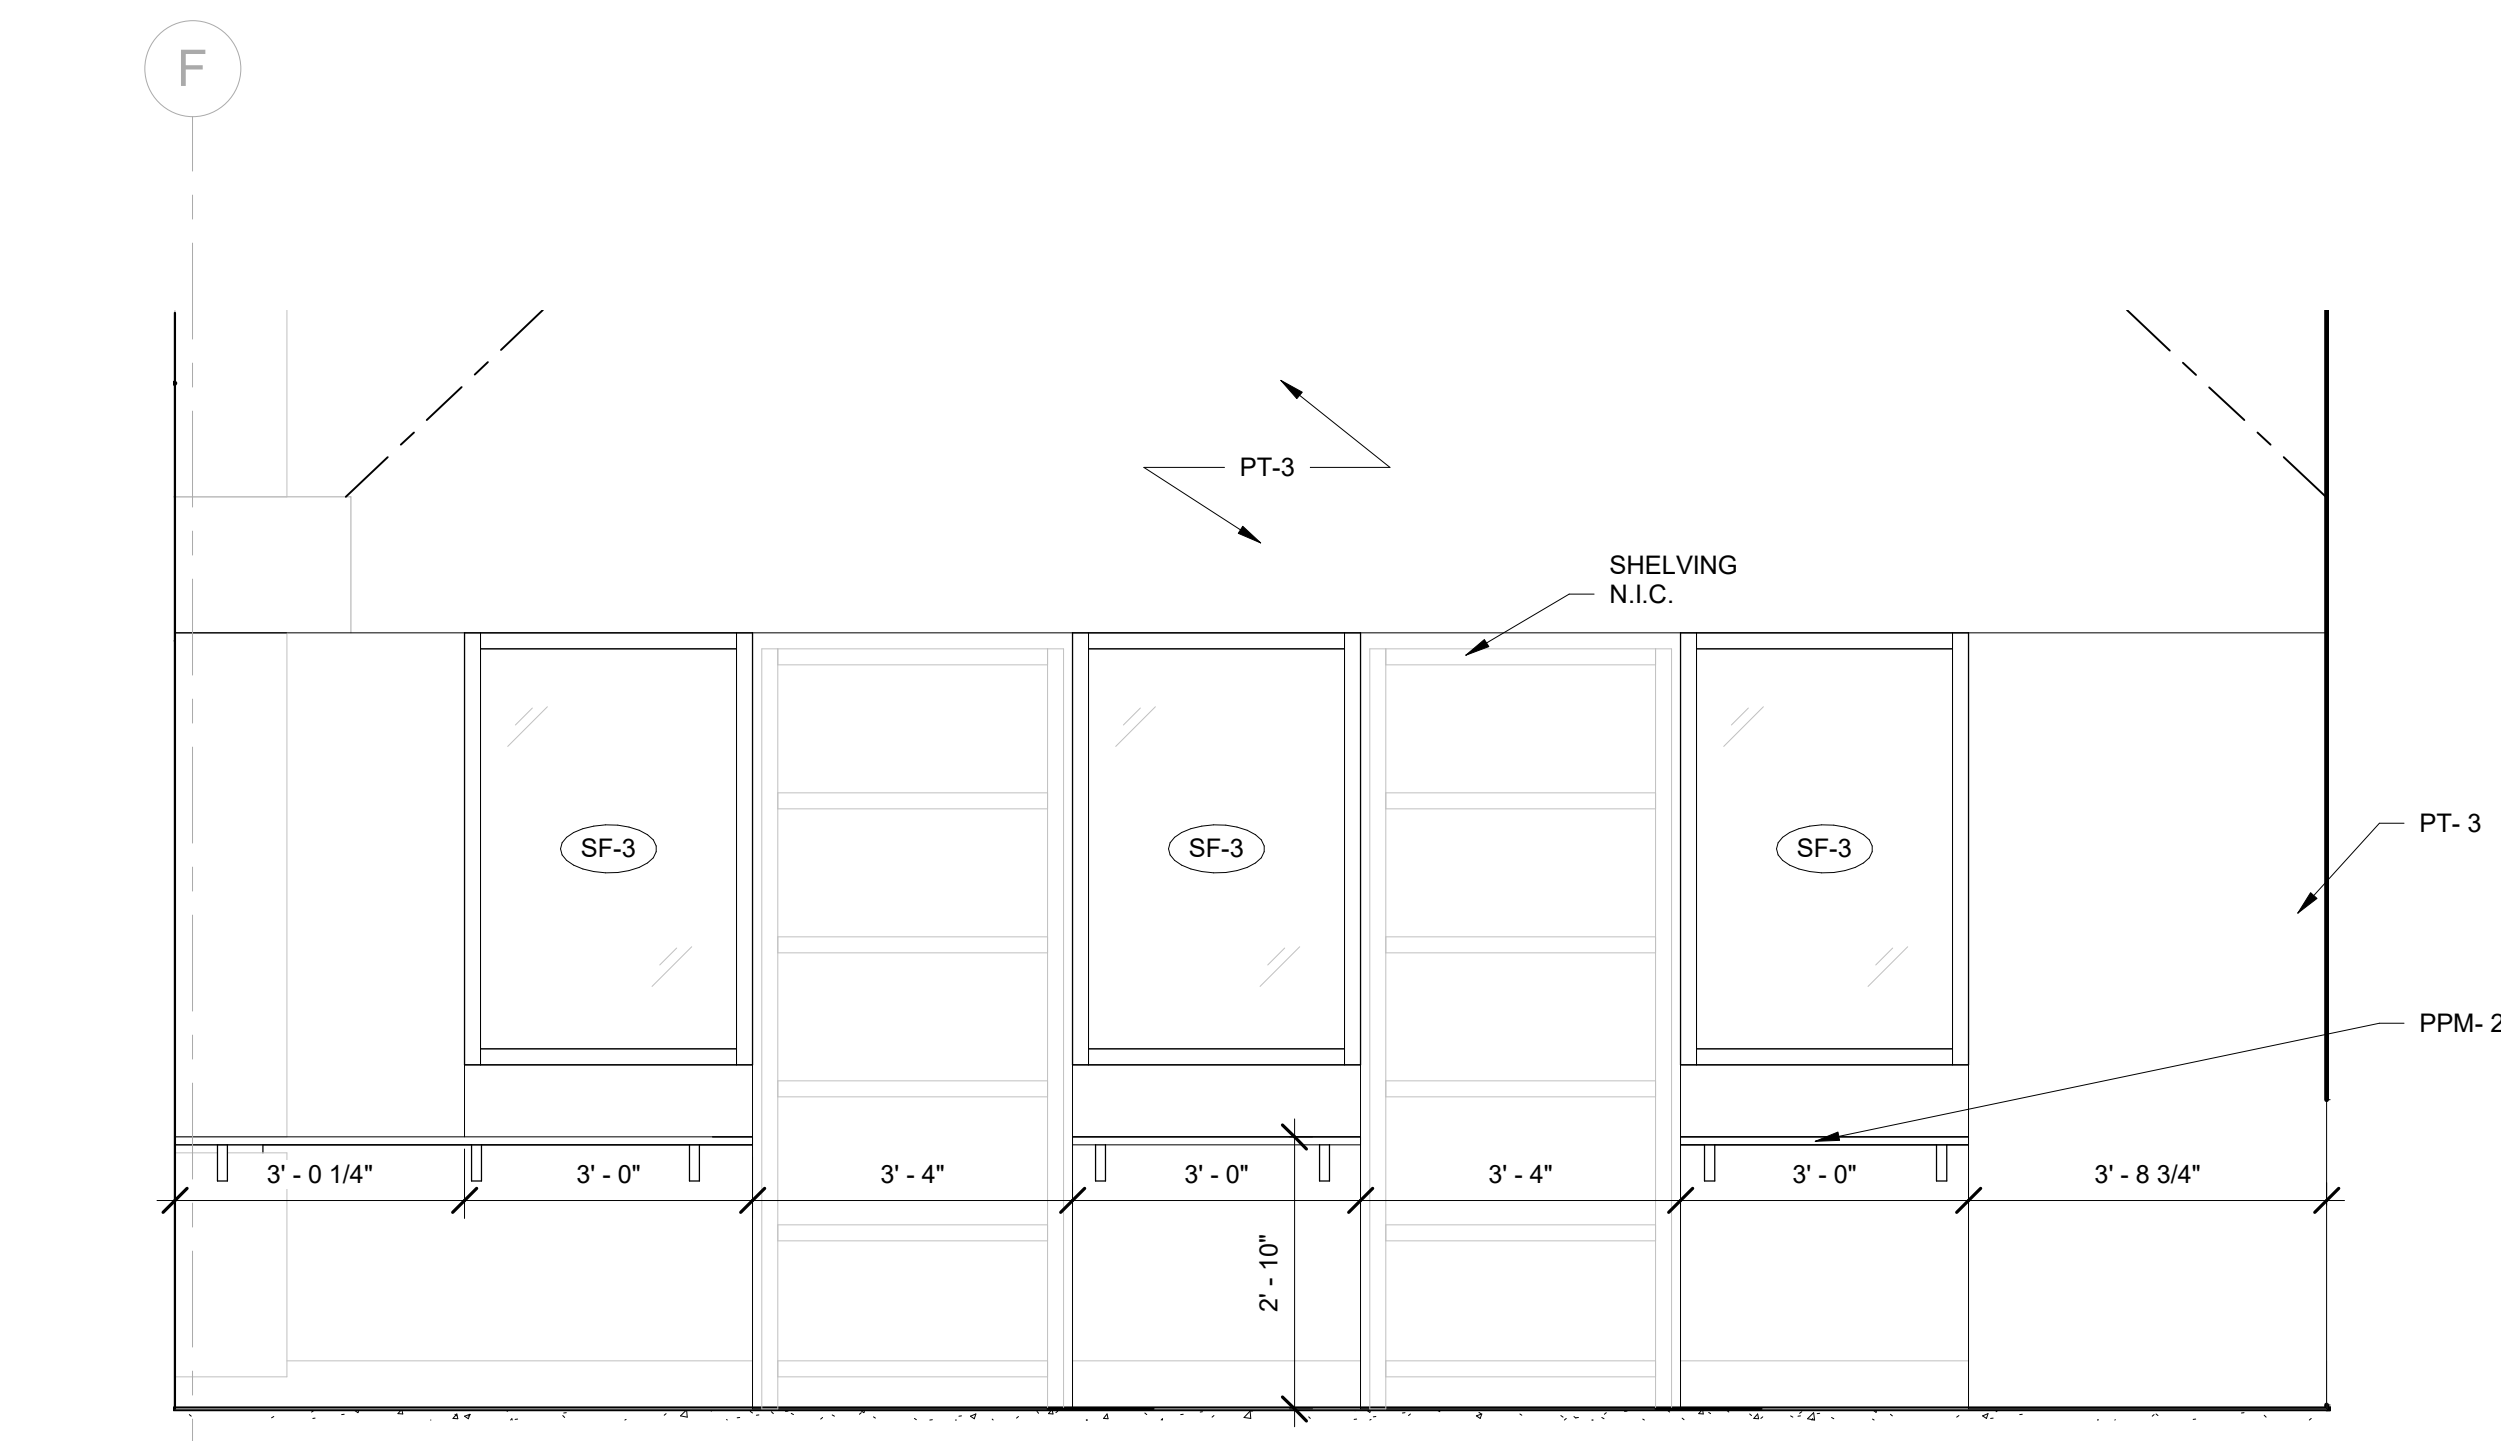 F
PT-3
SHELVING
N.I.C.
PT- 3
SF-3
SF-3
SF-3
PPM- 2
3' - 0 1/4"
3' - 0"
3' - 4"
3' - 0"
3' - 4"
3' - 0"
3' - 8 3/4"
2' - 10"